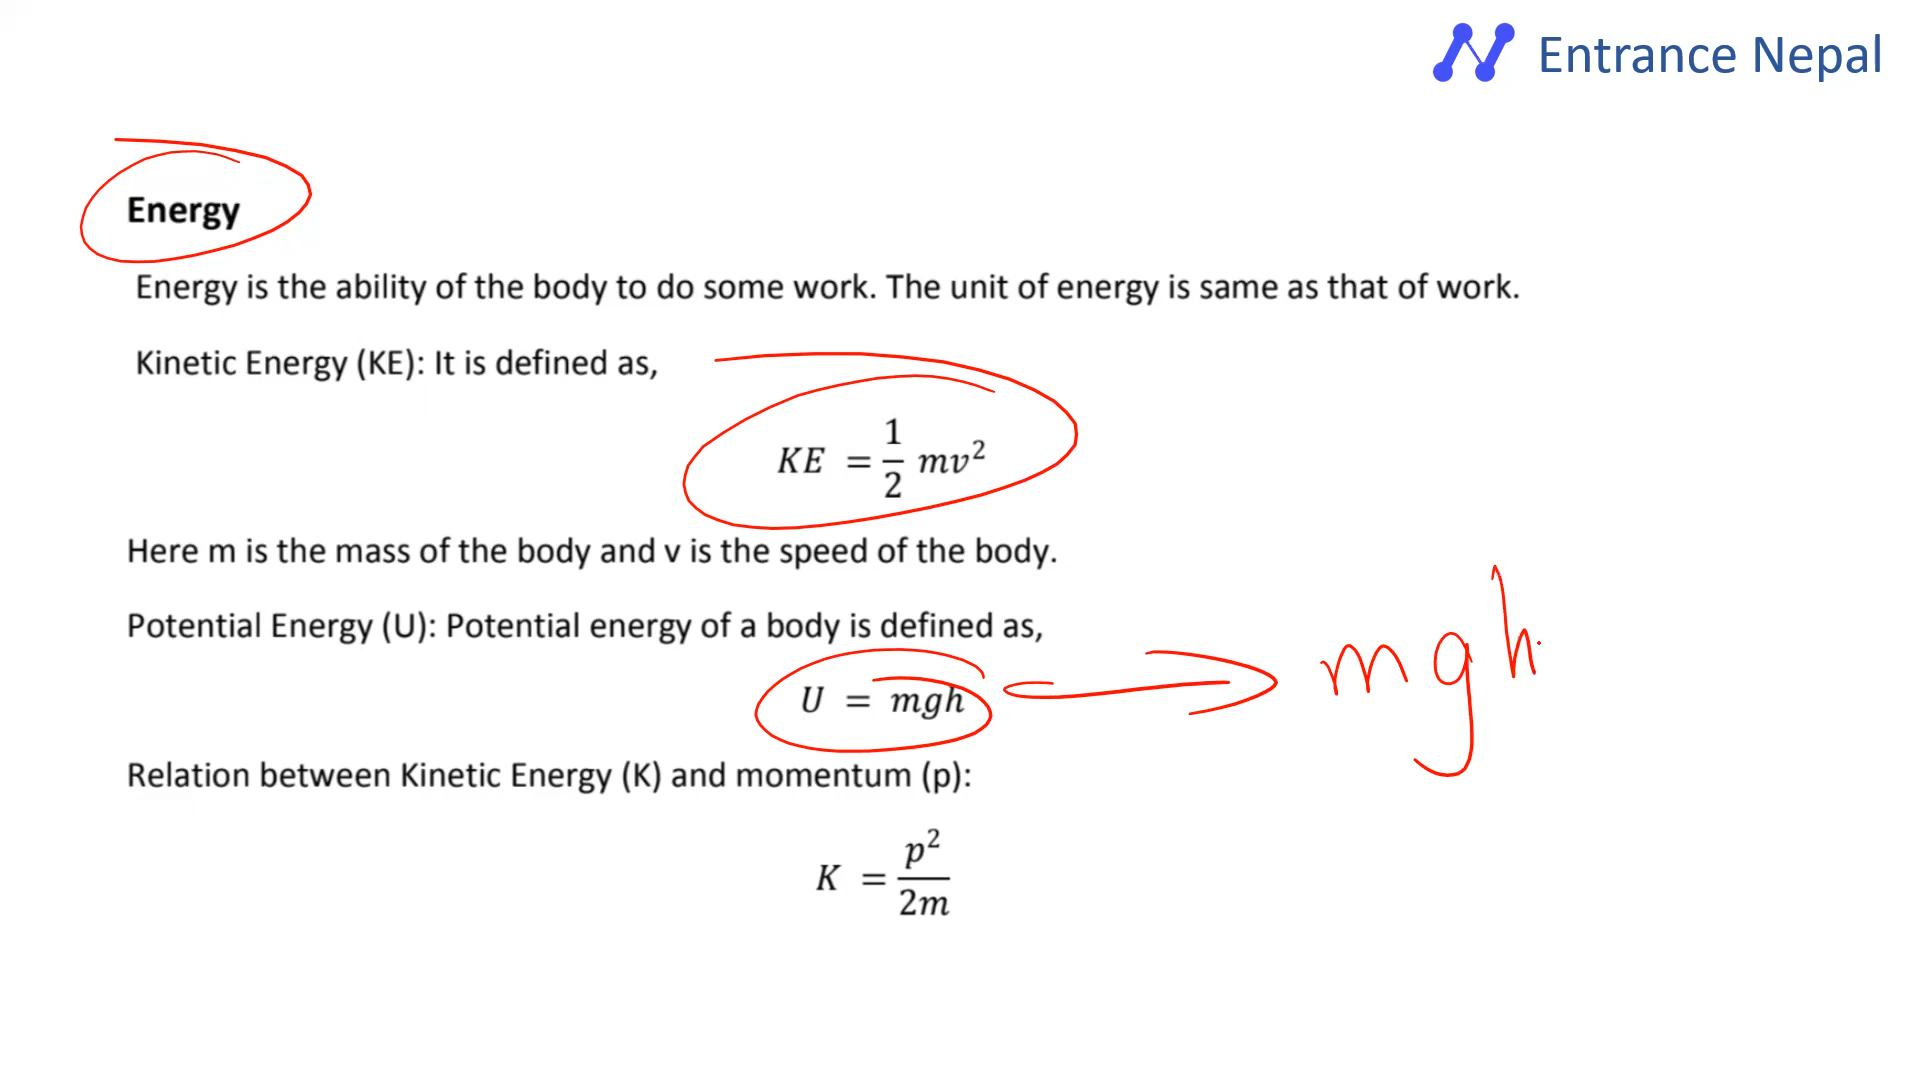 Entrance Nepal
Energy
Energy is the ability of the body to do some work. The unit of energy is same as that of work.
Kinetic Energy (KE): It is defined as,
KE = 1/2 mv²
Here m is the mass of the body and v is the speed of the body.
Potential Energy (U): Potential energy of a body is defined as,
U = mgh
mgh
Relation between Kinetic Energy (K) and momentum (p):
K = p²/2m